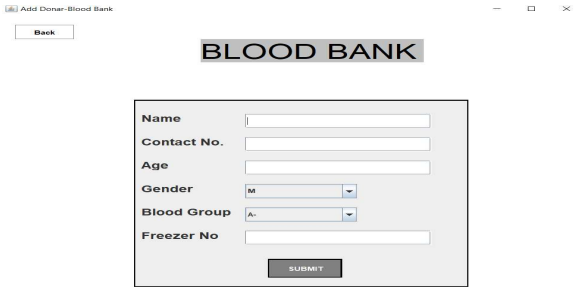 Add Donar-Blood Bank
Back
BLOOD BANK
Name
Contact No.
Age
Gender M
Blood Group A-
Freezer No
SUBMIT